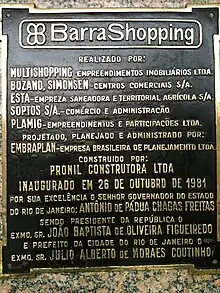 BarraShopping
REALIZADO POR:
MULTISHOPPING EMPREENDIMENTOS IMOBILIÁRIOS LTDA.
BOZANO, SIMONSEN - CENTROS COMERCIAIS S/A.
ESTA - EMPRESA SANEADORA E TERRITORIAL AGRÍCOLA S/A.
SOPTOS S/A. - COMÉRCIO E ADMINISTRAÇÃO
PLAMIG - EMPREENDIMENTOS E PARTICIPAÇÕES LTDA.
PROJETADO, PLANEJADO E ADMINISTRADO POR:
EMBRAPLAN - EMPRESA BRASILEIRA DE PLANEJAMENTO LTDA.
CONSTRUÍDO POR:
PRONIL CONSTRUTORA LTDA
INAUGURADO EM 26 DE OUTUBRO DE 1981
POR SUA EXCELÊNCIA O SENHOR GOVERNADOR DO ESTADO
DO RIO DE JANEIRO: ANTÔNIO DE PÁDUA CHAGAS FREITAS
SENDO PRESIDENTE DA REPÚBLICA O
EXMO. SR. JOÃO BAPTISTA DE OLIVEIRA FIGUEIREDO
E PREFEITO DA CIDADE DO RIO DE JANEIRO O
EXMO. SR. JÚLIO ALBERTO DE MORAES COUTINHO